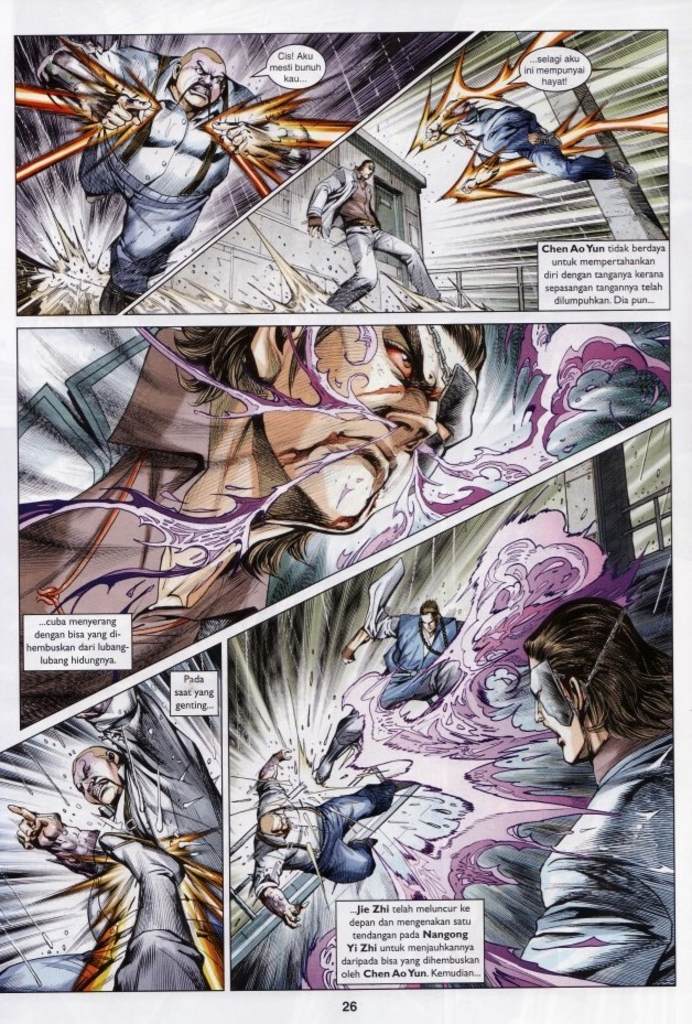 Cis! Aku
mesti bunuh
kau...
...selagi aku
ini mempunyai
hayat!
Chen Ao Yun tidak berdaya
untuk mempertahankan
diri dengan tanganya kerana
sepasangan tangannya telah
dilumpuhkan. Dia pun...
...cuba menyerang
dengan bisa yang di-
hembuskan dari lubang-
lubang hidungnya.
Pada
saat yang
genting...
...Jie Zhi telah meluncur ke
depan dan mengenakan satu
tendangan pada Nangong
Yi Zhi untuk menjauhkannya
daripada bisa yang dihembuskan
oleh Chen Ao Yun. Kemudian...
26